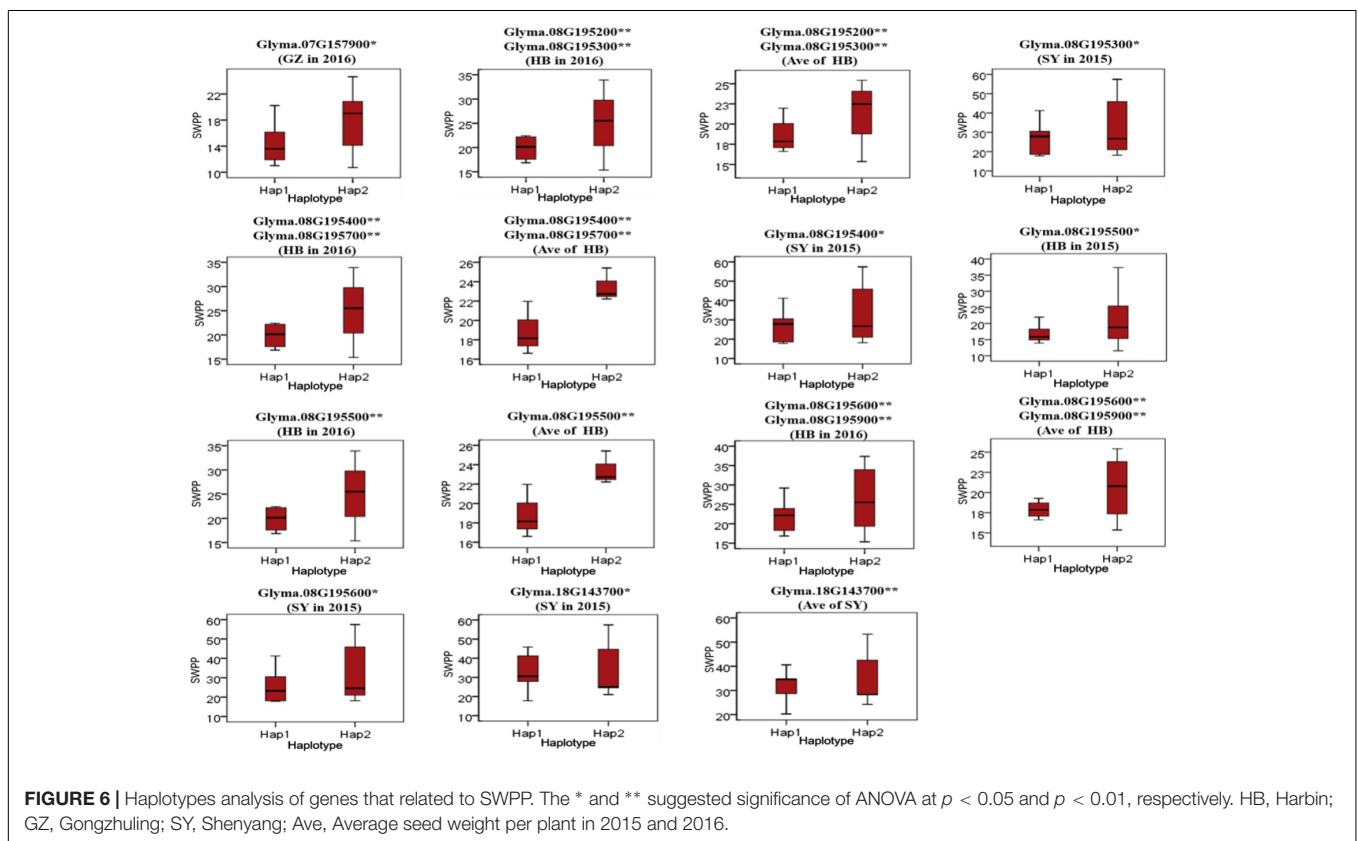 Glyma.07G157900*
(GZ in 2016)
SWPP
22
18
14
10
Hap1 Hap2
Haplotype
Glyma.08G195200**
Glyma.08G195300**
(HB in 2016)
SWPP
35
30
25
20
15
Hap1 Hap2
Haplotype
Glyma.08G195200**
Glyma.08G195300**
(Ave of HB)
SWPP
25
23
20
18
15
Hap1 Hap2
Haplotype
Glyma.08G195300*
(SY in 2015)
SWPP
60
50
40
30
20
10
Hap1 Hap2
Haplotype
Glyma.08G195400**
Glyma.08G195700**
(HB in 2016)
SWPP
35
30
25
20
15
Hap1 Hap2
Haplotype
Glyma.08G195400**
Glyma.08G195700**
(Ave of HB)
SWPP
26
24
22
20
18
16
Hap1 Hap2
Haplotype
Glyma.08G195400*
(SY in 2015)
SWPP
60
50
40
30
20
10
Hap1 Hap2
Haplotype
Glyma.08G195500*
(HB in 2015)
SWPP
40
35
30
25
20
15
10
Hap1 Hap2
Haplotype
Glyma.08G195500**
(HB in 2016)
SWPP
35
30
25
20
15
Hap1 Hap2
Haplotype
Glyma.08G195500**
(Ave of HB)
SWPP
26
24
22
20
18
16
Hap1 Hap2
Haplotype
Glyma.08G195600**
Glyma.08G195900**
(HB in 2016)
SWPP
40
35
30
25
20
15
Hap1 Hap2
Haplotype
Glyma.08G195600**
Glyma.08G195900**
(Ave of HB)
SWPP
25
23
20
18
15
Hap1 Hap2
Haplotype
Glyma.08G195600*
(SY in 2015)
SWPP
60
50
40
30
20
10
Hap1 Hap2
Haplotype
Glyma.18G143700*
(SY in 2015)
SWPP
60
50
40
30
20
10
Hap1 Hap2
Haplotype
Glyma.18G143700**
(Ave of SY)
SWPP
60
50
40
30
20
Hap1 Hap2
Haplotype
FIGURE 6 | Haplotypes analysis of genes that related to SWPP. The * and ** suggested significance of ANOVA at p < 0.05 and p < 0.01, respectively. HB, Harbin;
GZ, Gongzhuling; SY, Shenyang; Ave, Average seed weight per plant in 2015 and 2016.